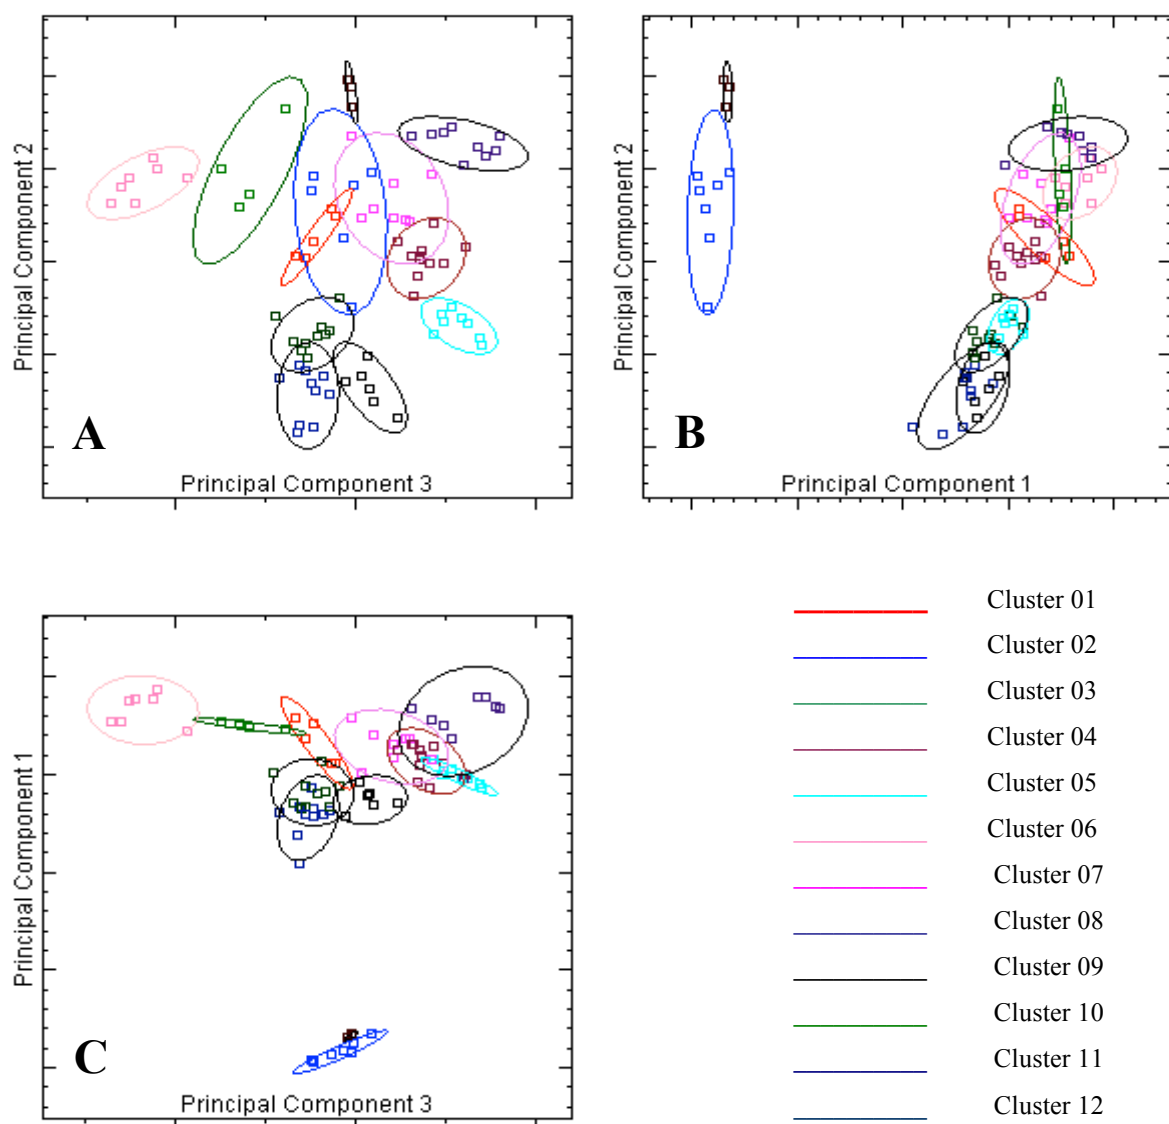 Principal Component 2
A
Principal Component 3
Principal Component 2
B
Principal Component 1
Principal Component 1
C
Principal Component 3
Cluster 01
Cluster 02
Cluster 03
Cluster 04
Cluster 05
Cluster 06
Cluster 07
Cluster 08
Cluster 09
Cluster 10
Cluster 11
Cluster 12